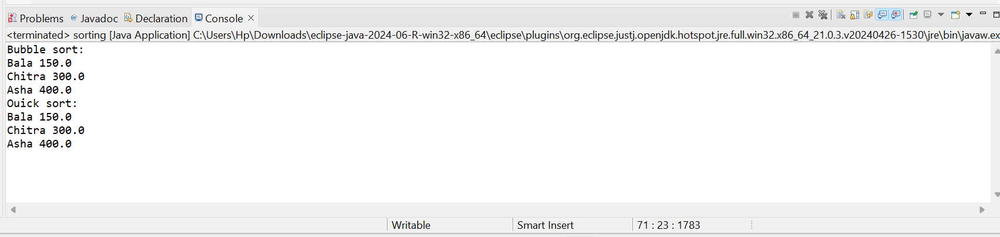 Problems @ Javadoc Declaration Console
<terminated> sorting [Java Application] C:\Users\Hp\Downloads\eclipse-java-2024-06-R-win32-x86_64\eclipse\plugins\org.eclipse.justj.openjdk.hotspot.jre.full.win32.x86_64_21.0.3.v20240426-1530\jre\bin\javaw.ex
Bubble sort:
Bala 150.0
Chitra 300.0
Asha 400.0
Ouick sort:
Bala 150.0
Chitra 300.0
Asha 400.0
Writable Smart Insert 71 : 23 : 1783